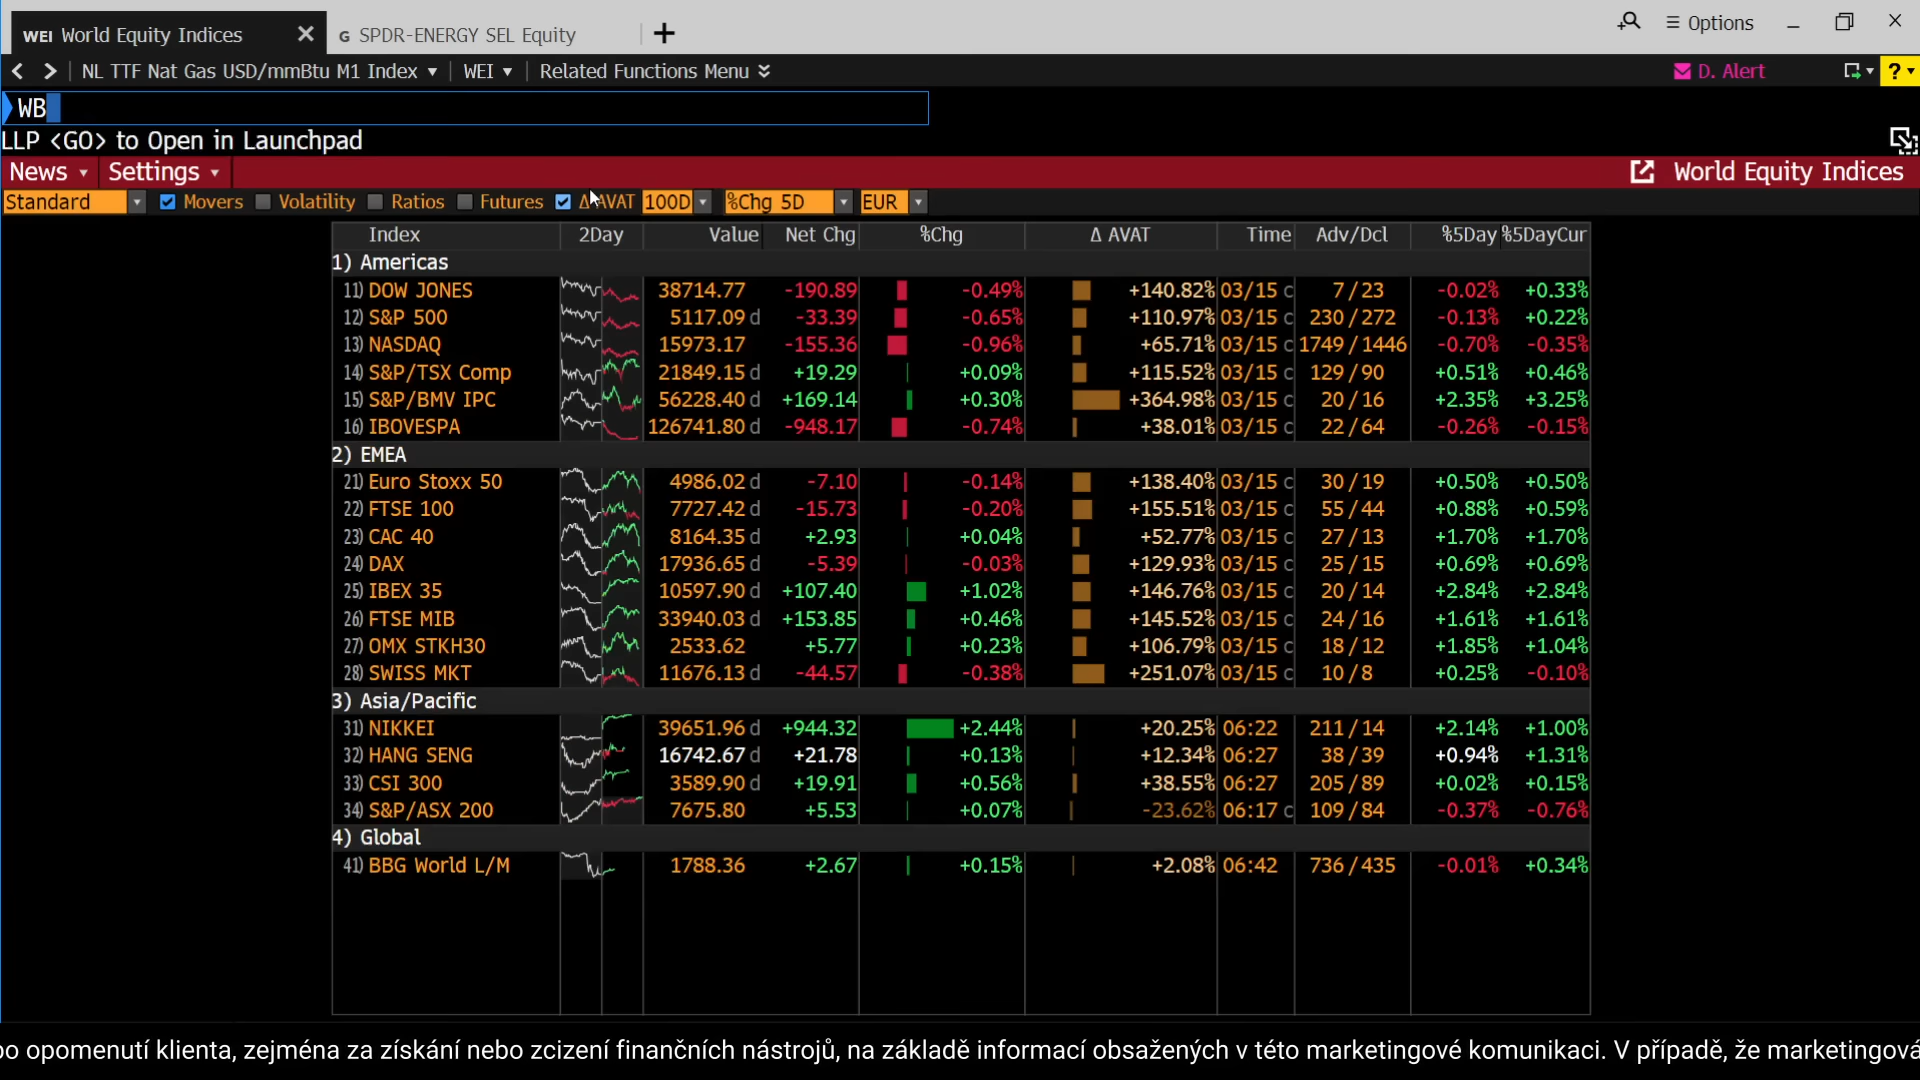 WEI World Equity Indices
G SPDR-ENERGY SEL Equity
Options
NL TTF Nat Gas USD/mmBtu M1 Index WEI Related Functions Menu D. Alert ?
WB
LLP <GO> to Open in Launchpad
News Settings World Equity Indices
Standard Movers Volatility Ratios Futures Δ AVAT 100D %Chg 5D EUR
Index 2Day Value Net Chg %Chg Δ AVAT Time Adv/Dcl %5Day %5DayCur
1) Americas
11) DOW JONES 38714.77 -190.89 -0.49% +140.82% 03/15 c 7/23 -0.02% +0.33%
12) S&P 500 5117.09 d -33.39 -0.65% +110.97% 03/15 c 230/272 -0.13% +0.22%
13) NASDAQ 15973.17 -155.36 -0.96% +65.71% 03/15 c 1749/1446 -0.70% -0.35%
14) S&P/TSX Comp 21849.15 d +19.29 +0.09% +115.52% 03/15 c 129/90 +0.51% +0.46%
15) S&P/BMV IPC 56228.40 d +169.14 +0.30% +364.98% 03/15 c 20/16 +2.35% +3.25%
16) IBOVESPA 126741.80 d -948.17 -0.74% +38.01% 03/15 c 22/64 -0.26% -0.15%
2) EMEA
21) Euro Stoxx 50 4986.02 d -7.10 -0.14% +138.40% 03/15 c 30/19 +0.50% +0.50%
22) FTSE 100 7727.42 d -15.73 -0.20% +155.51% 03/15 c 55/44 +0.88% +0.59%
23) CAC 40 8164.35 d +2.93 +0.04% +52.77% 03/15 c 27/13 +1.70% +1.70%
24) DAX 17936.65 d -5.39 -0.03% +129.93% 03/15 c 25/15 +0.69% +0.69%
25) IBEX 35 10597.90 d +107.40 +1.02% +146.76% 03/15 c 20/14 +2.84% +2.84%
26) FTSE MIB 33940.03 d +153.85 +0.46% +145.52% 03/15 c 24/16 +1.61% +1.61%
27) OMX STKH30 2533.62 +5.77 +0.23% +106.79% 03/15 c 18/12 +1.85% +1.04%
28) SWISS MKT 11676.13 d -44.57 -0.38% +251.07% 03/15 c 10/8 +0.25% -0.10%
3) Asia/Pacific
31) NIKKEI 39651.96 d +944.32 +2.44% +20.25% 06:22 211/14 +2.14% +1.00%
32) HANG SENG 16742.67 d +21.78 +0.13% +12.34% 06:27 38/39 +0.94% +1.31%
33) CSI 300 3589.90 d +19.91 +0.56% +38.55% 06:27 205/89 +0.02% +0.15%
34) S&P/ASX 200 7675.80 +5.53 +0.07% -23.62% 06:17 c 109/84 -0.37% -0.76%
4) Global
41) BBG World L/M 1788.36 +2.67 +0.15% +2.08% 06:42 736/435 -0.01% +0.34%
bo opomenutí klienta, zejména za získání nebo zcizení finančních nástrojů, na základě informací obsažených v této marketingové komunikaci. V případě, že marketingová